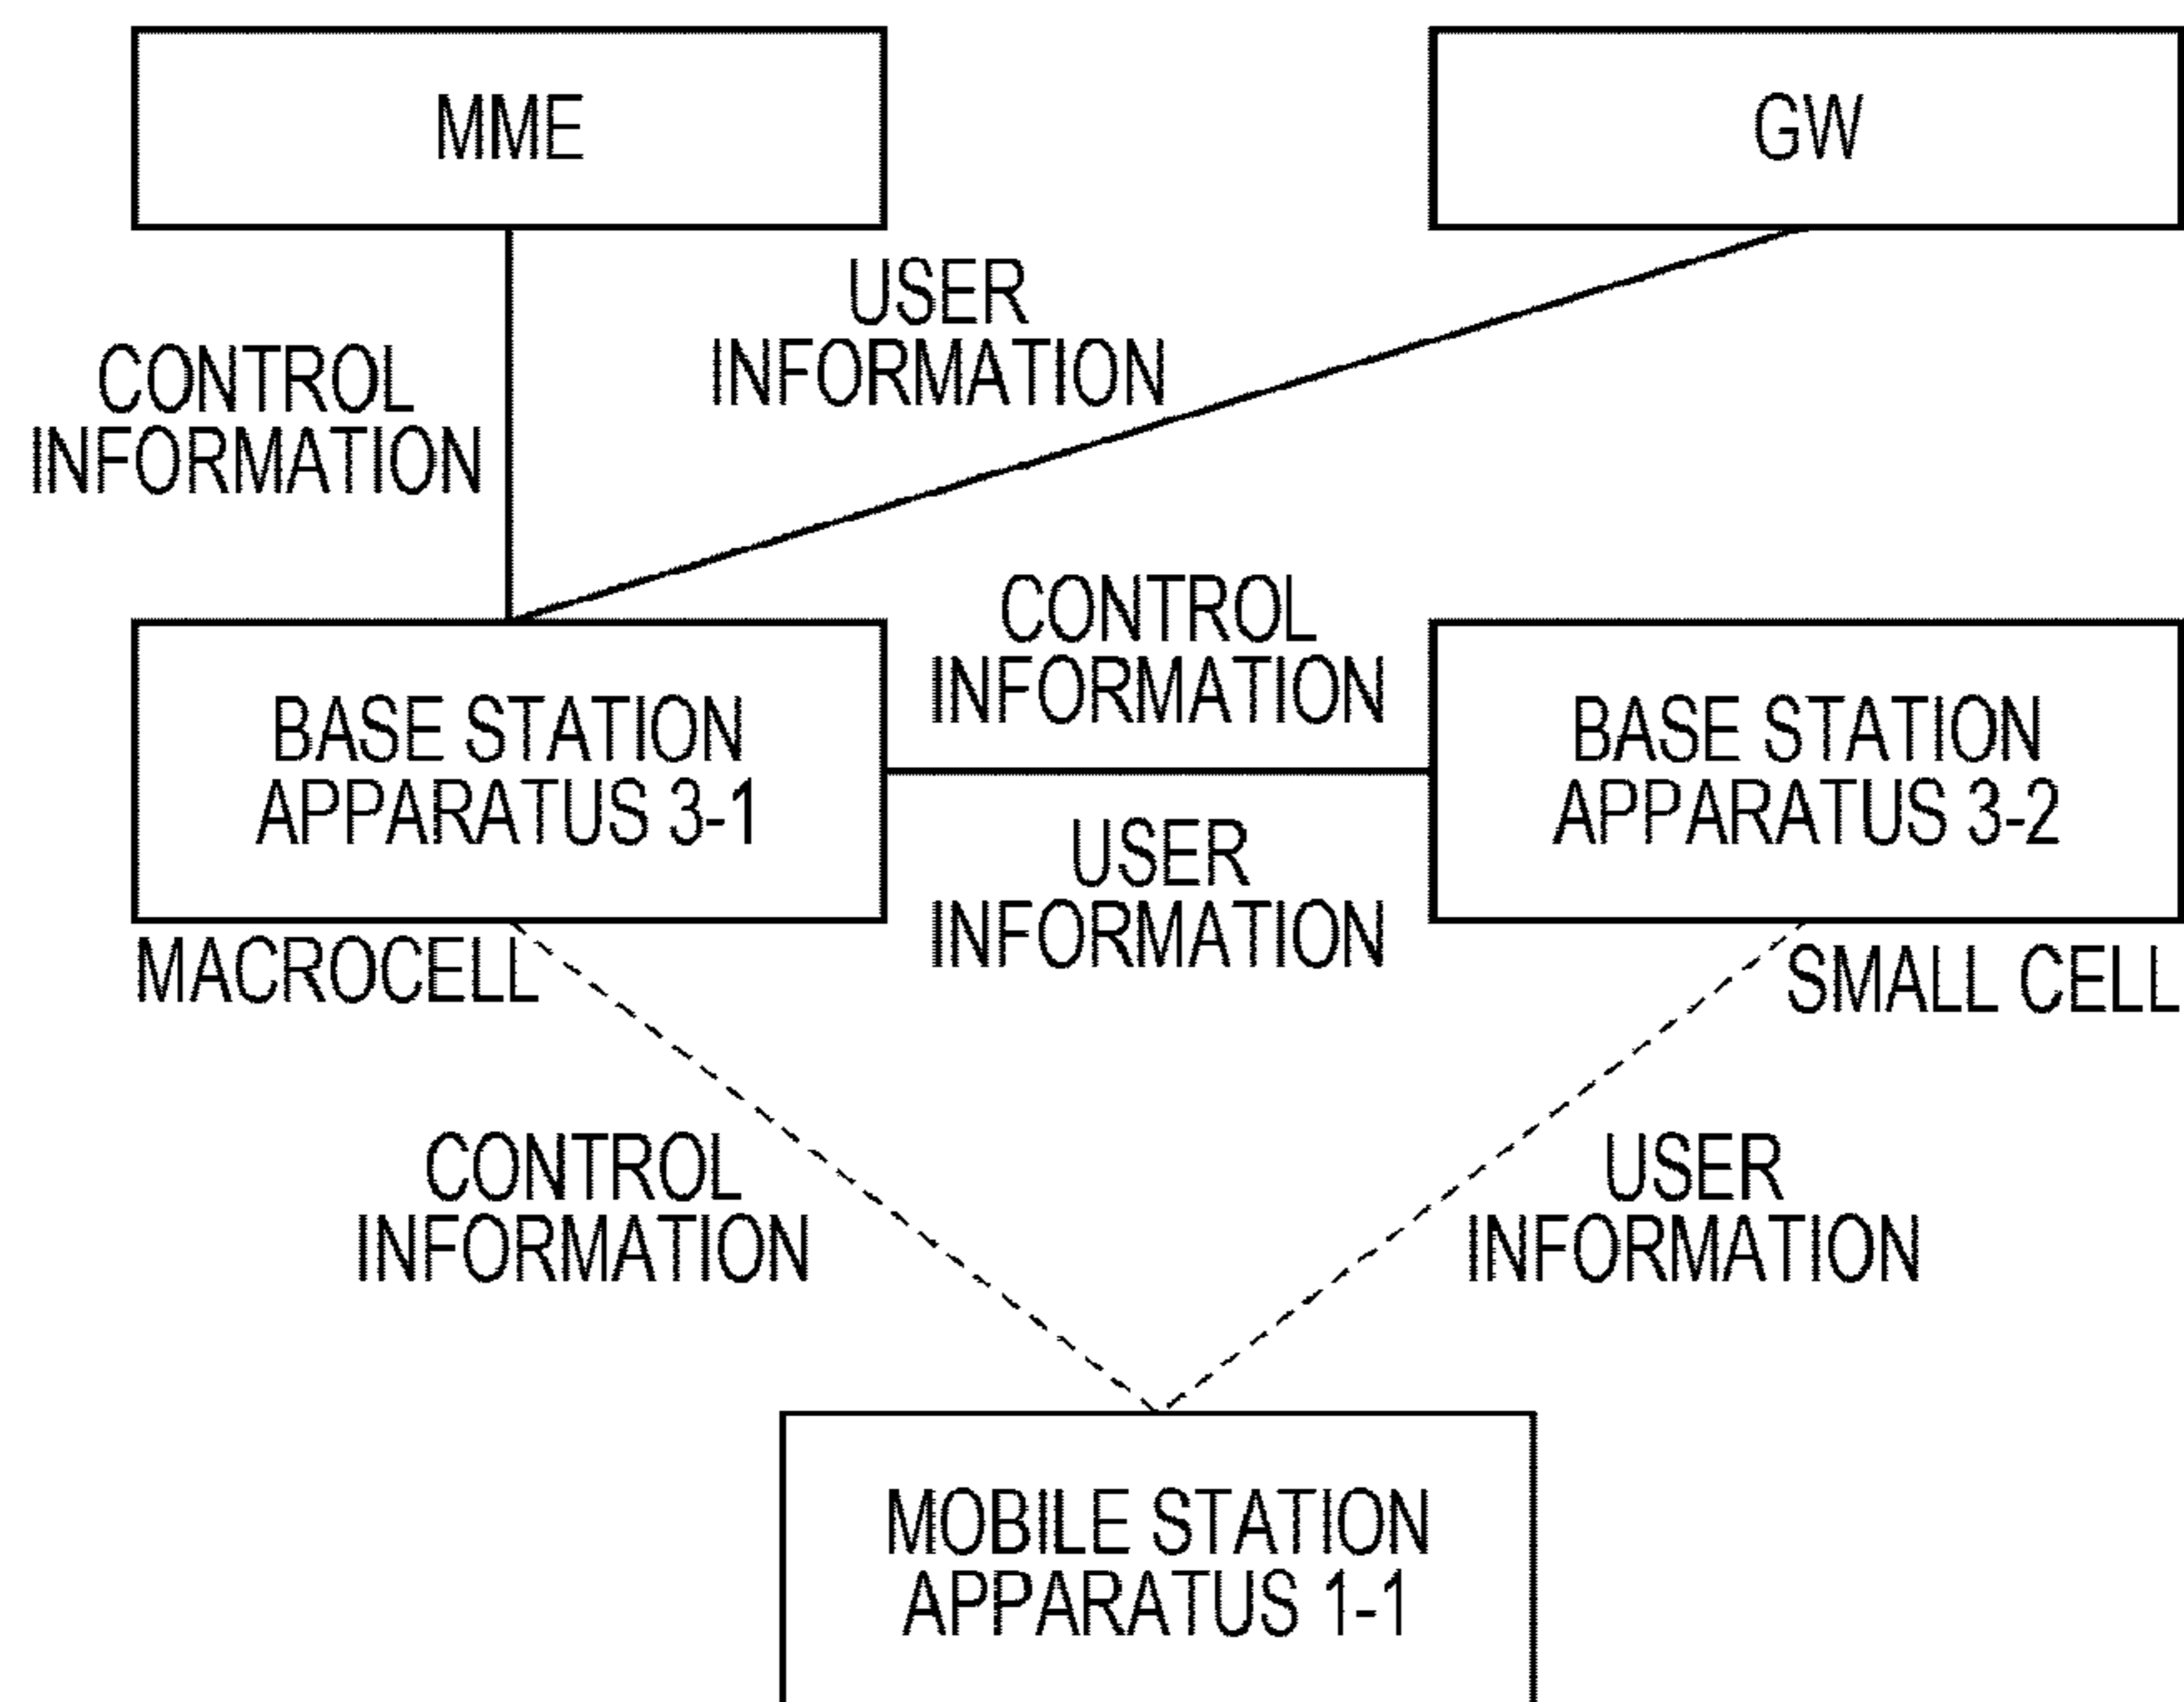 MME
GW
USER
INFORMATION
CONTROL
INFORMATION
CONTROL
INFORMATION
BASE STATION
APPARATUS 3-1
BASE STATION
APPARATUS 3-2
USER
INFORMATION
MACROCELL
SMALL CELL
CONTROL
INFORMATION
USER
INFORMATION
MOBILE STATION
APPARATUS 1-1